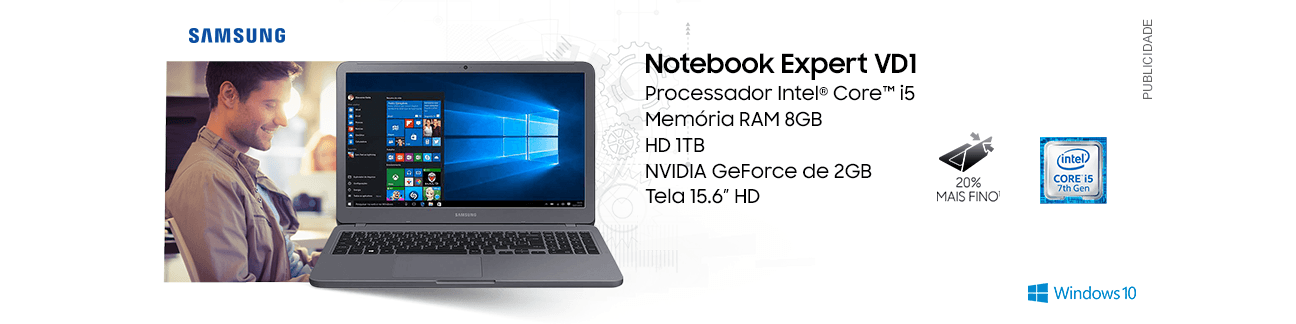 SAMSUNG
Notebook Expert VD1
Processador Intel® Core™ i5
Memória RAM 8GB
HD 1TB
NVIDIA GeForce de 2GB
Tela 15.6” HD
20%
MAIS FINO¹
intel
CORE i5
7th Gen
Windows 10
PUBLICIDADE
SAMSUNG